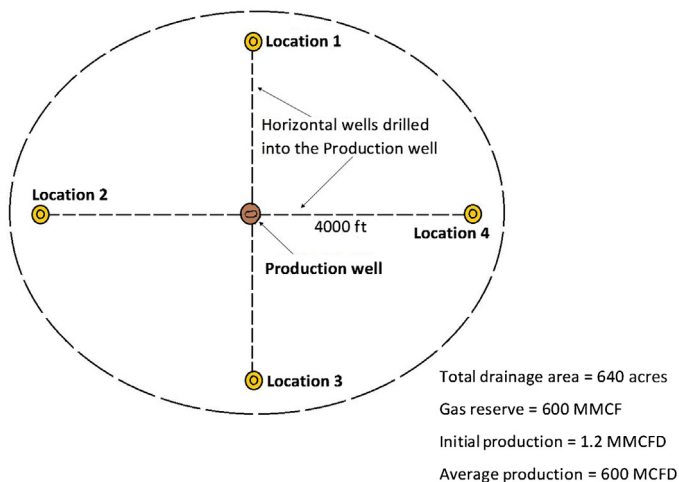 Location 1
Horizontal wells drilled
into the Production well
Location 2
4000 ft
Location 4
Production well
Location 3
Total drainage area = 640 acres
Gas reserve = 600 MMCF
Initial production = 1.2 MMCFD
Average production = 600 MCFD